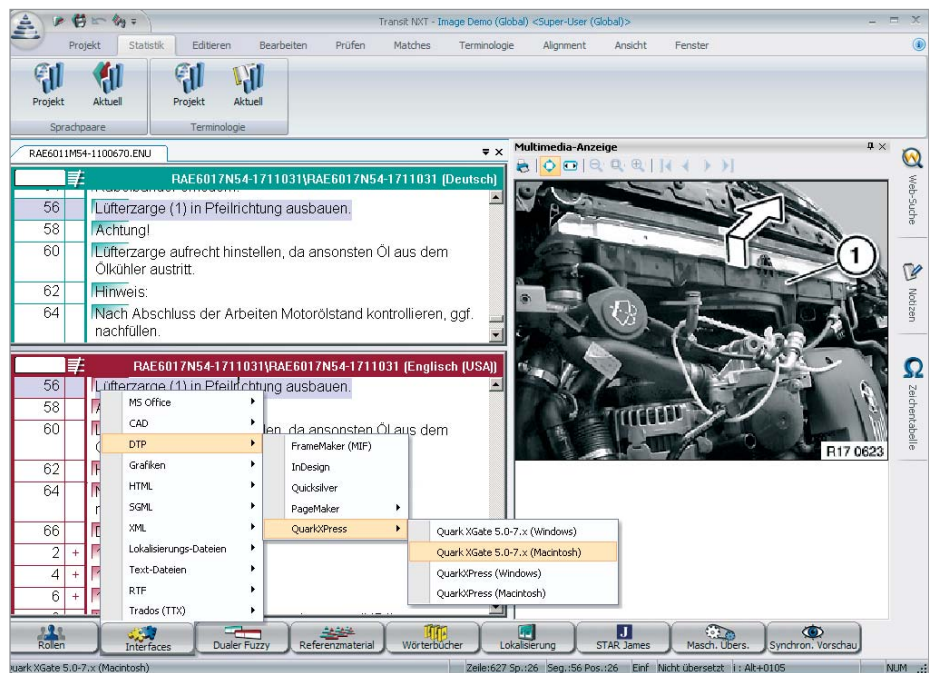 Transit NXT - Image Demo (Global) <Super-User (Global)>
Projekt Statistik Editieren Bearbeiten Prüfen Matches Terminologie Alignment Ansicht Fenster
Projekt Aktuell Projekt Aktuell
Sprachpaare Terminologie
RAE6011M54-1100670.ENU
Multimedia-Anzeige
RAE6017N54-1711031\RAE6017N54-1711031 (Deutsch)
56 Lüfterzarge (1) in Pfeilrichtung ausbauen.
58 Achtung!
60 Lüfterzarge aufrecht hinstellen, da ansonsten Öl aus dem
Ölkühler austritt.
62 Hinweis:
64 Nach Abschluss der Arbeiten Motorölstand kontrollieren, ggf.
nachfüllen.
1
R17 0623
Web-Suche
Notizen
Zeichentabelle
RAE6017N54-1711031\RAE6017N54-1711031 (Englisch (USA))
56 Lüfterzarge (1) in Pfeilrichtung ausbauen.
58
60 len, da ansonsten Öl aus dem
62
64
66
2 +
4 +
6 +
MS Office
CAD
DTP
Grafiken
HTML
SGML
XML
Lokalisierungs-Dateien
Text-Dateien
RTF
Trados (TTX)
FrameMaker (MIF)
InDesign
Quicksilver
PageMaker
QuarkXPress
Quark XGate 5.0-7.x (Windows)
Quark XGate 5.0-7.x (Macintosh)
QuarkXPress (Windows)
QuarkXPress (Macintosh)
Rollen Interfaces Dualer Fuzzy Referenzmaterial Wörterbücher Lokalisierung STAR James Masch. Übers. Synchron. Vorschau
uark XGate 5.0-7.x (Macintosh) Zeile:627 Sp.:26 Seg.:56 Pos.:26 Einf Nicht übersetzt : Alt+0105 NUM